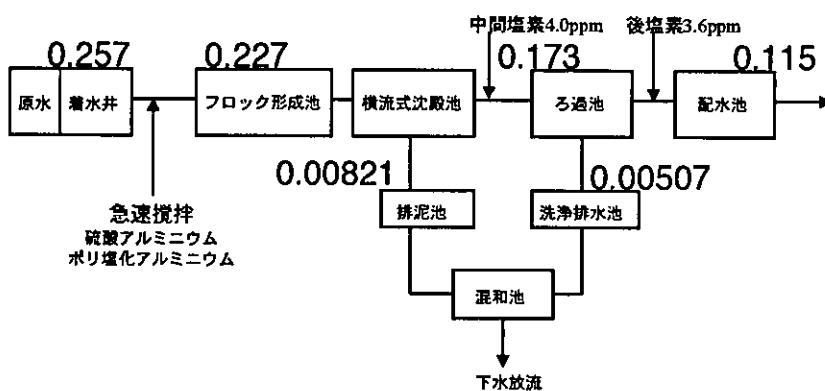 中間塩素4.0ppm
後塩素3.6ppm
0.257
0.227
0.173
0.115
原水
着水井
フロック形成池
横流式沈殿池
ろ過池
配水池
0.00821
0.00507
急速撹拌
硫酸アルミニウム
ポリ塩化アルミニウム
排泥池
洗浄排水池
混和池
下水放流